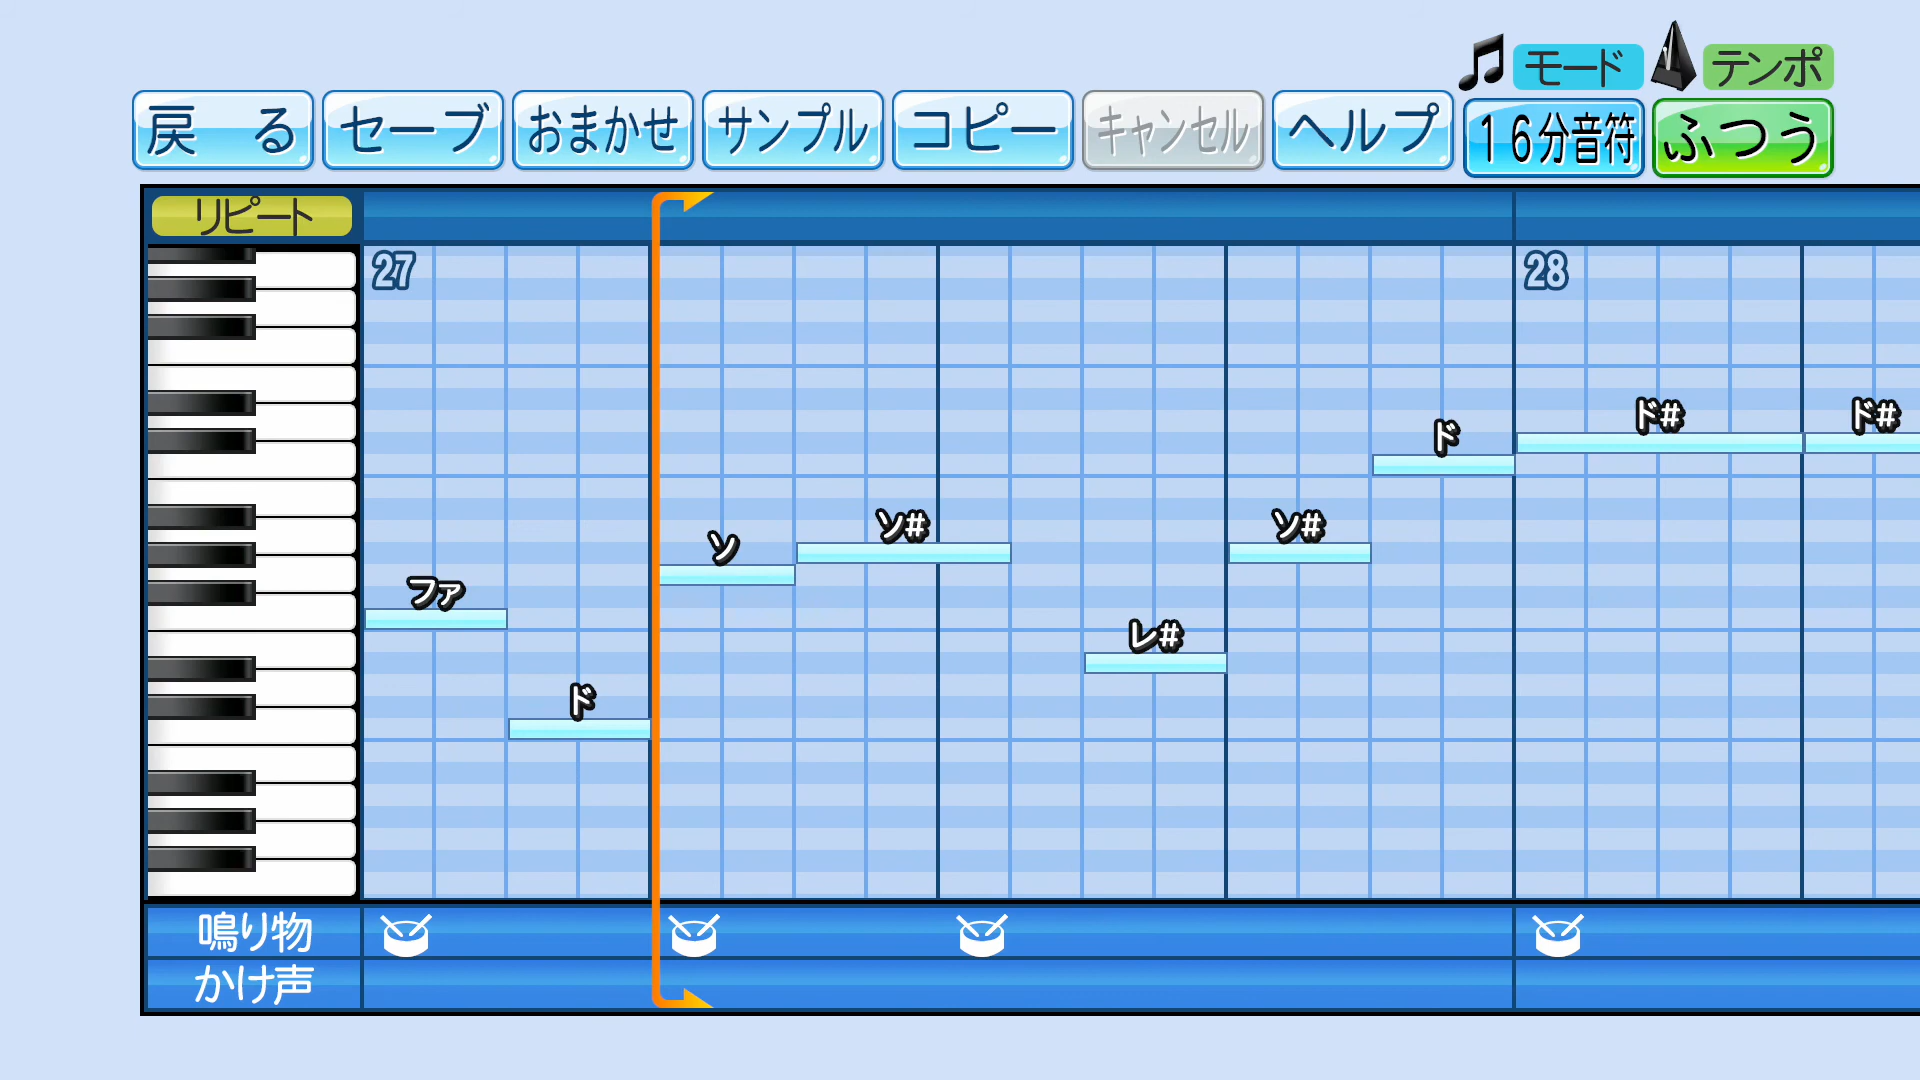 モード テンポ
戻る セーブ おまかせ サンプル コピー キャンセル ヘルプ 16分音符 ふつう
リピート
27 28
ド# ド#
ド
ソ# ソ#
ソ
ファ
レ#
ド
鳴り物
かけ声